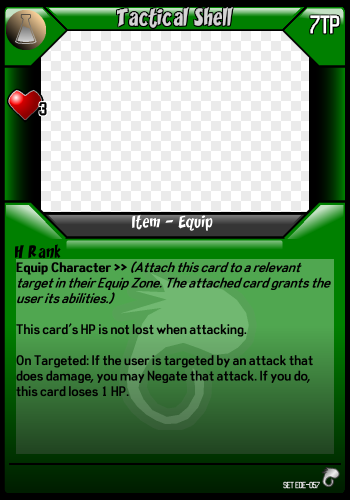 Tactical Shell
7TP
3
Item - Equip
H Rank
Equip Character >> (Attach this card to a relevant
target in their Equip Zone. The attached card grants the
user its abilities.)
This card's HP is not lost when attacking.
On Targeted: If the user is targeted by an attack that
does damage, you may Negate that attack. If you do,
this card loses 1 HP.
SET EDE-057